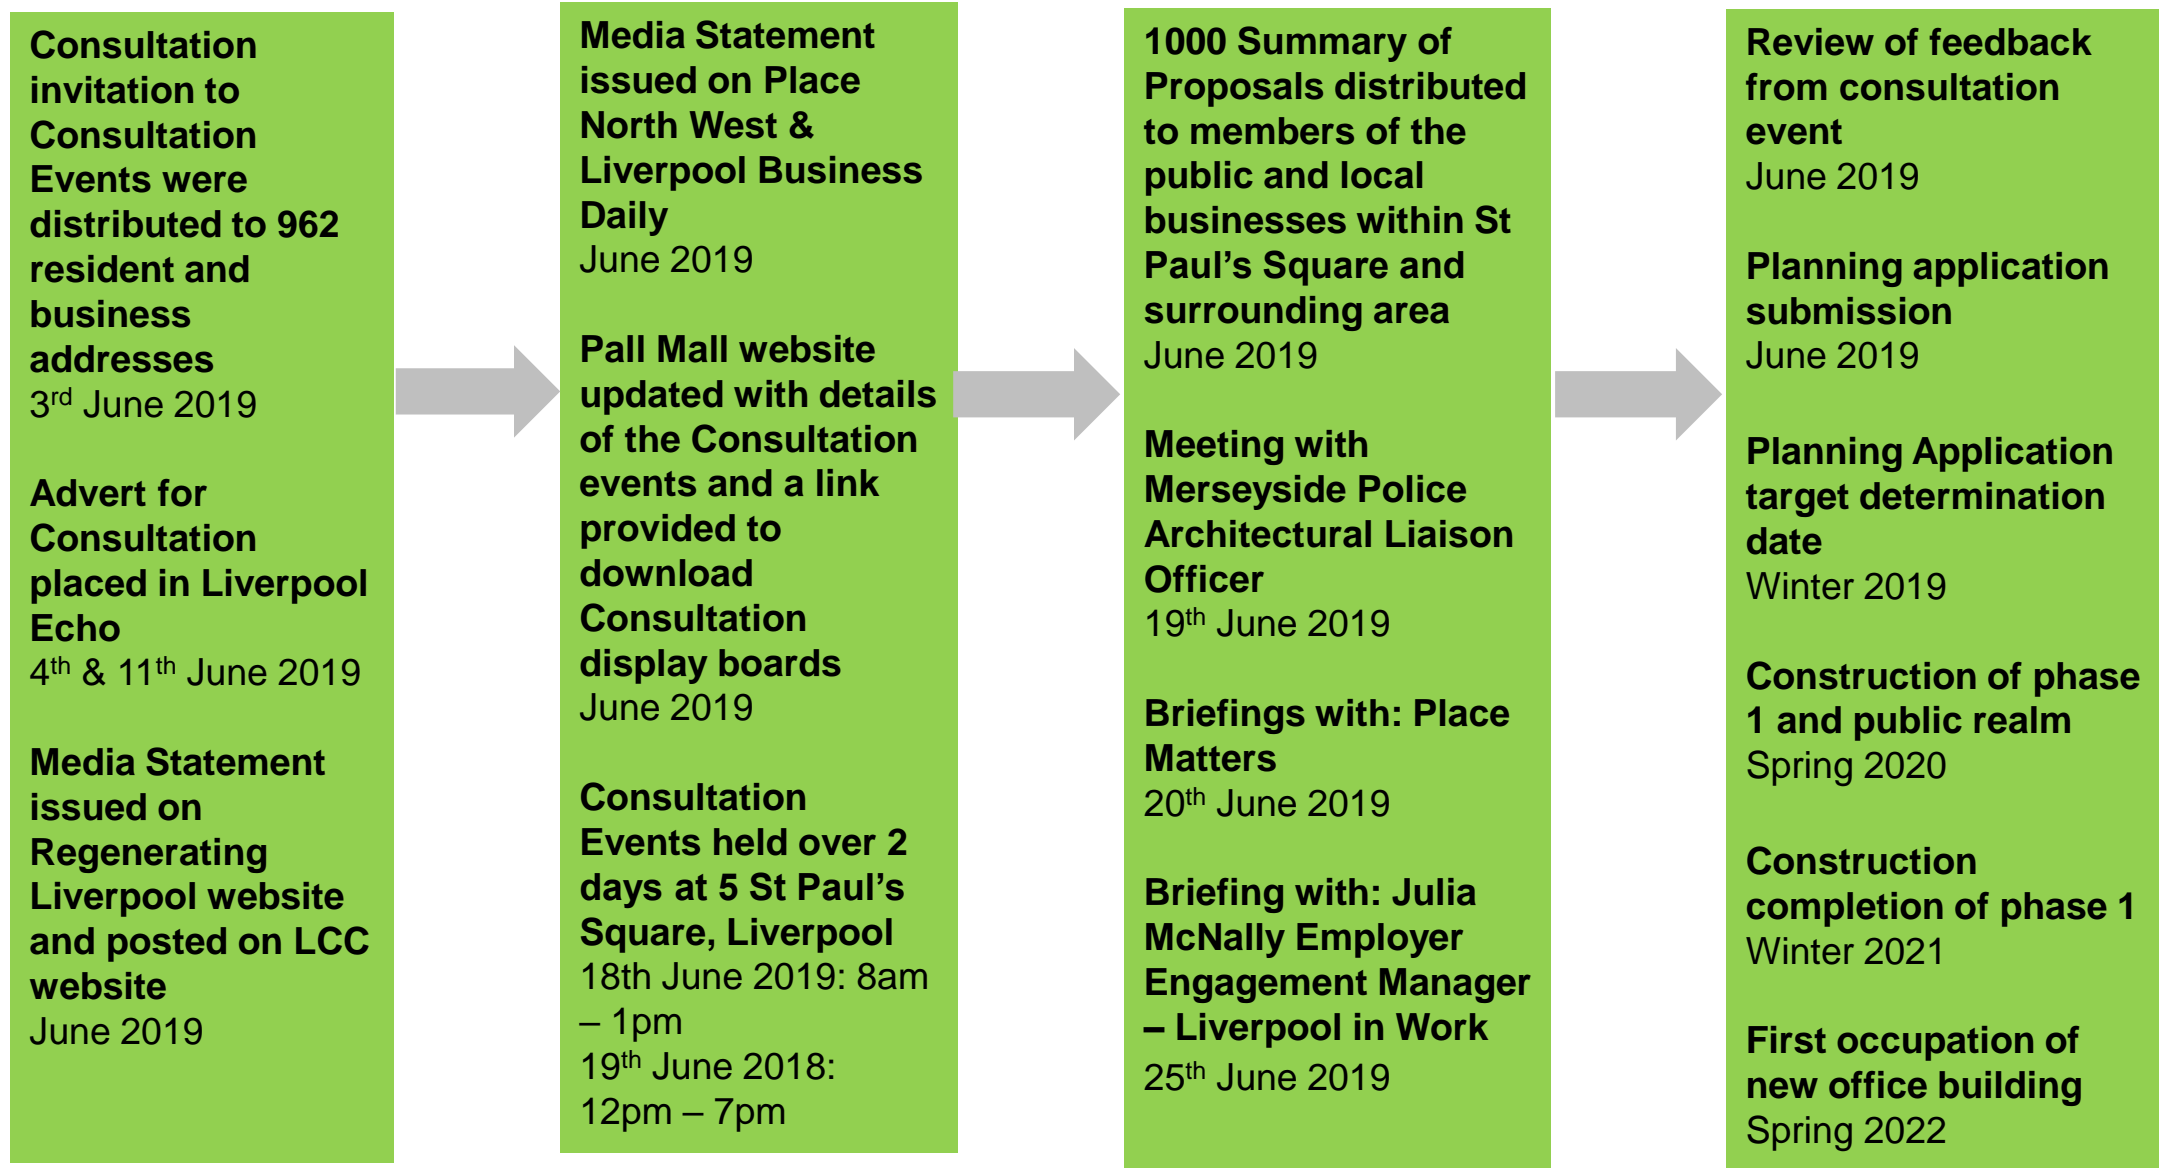 Consultation
invitation to
Consultation
Events were
distributed to 962
resident and
business
addresses
3rd June 2019
Advert for
Consultation
placed in Liverpool
Echo
4th & 11th June 2019
Media Statement
issued on
Regenerating
Liverpool website
and posted on LCC
website
June 2019
Media Statement
issued on Place
North West &
Liverpool Business
Daily
June 2019
Pall Mall website
updated with details
of the Consultation
events and a link
provided to
download
Consultation
display boards
June 2019
Consultation
Events held over 2
days at 5 St Paul’s
Square, Liverpool
18th June 2019: 8am
– 1pm
19th June 2018:
12pm – 7pm
1000 Summary of
Proposals distributed
to members of the
public and local
businesses within St
Paul’s Square and
surrounding area
June 2019
Meeting with
Merseyside Police
Architectural Liaison
Officer
19th June 2019
Briefings with: Place
Matters
20th June 2019
Briefing with: Julia
McNally Employer
Engagement Manager
– Liverpool in Work
25th June 2019
Review of feedback
from consultation
event
June 2019
Planning application
submission
June 2019
Planning Application
target determination
date
Winter 2019
Construction of phase
1 and public realm
Spring 2020
Construction
completion of phase 1
Winter 2021
First occupation of
new office building
Spring 2022